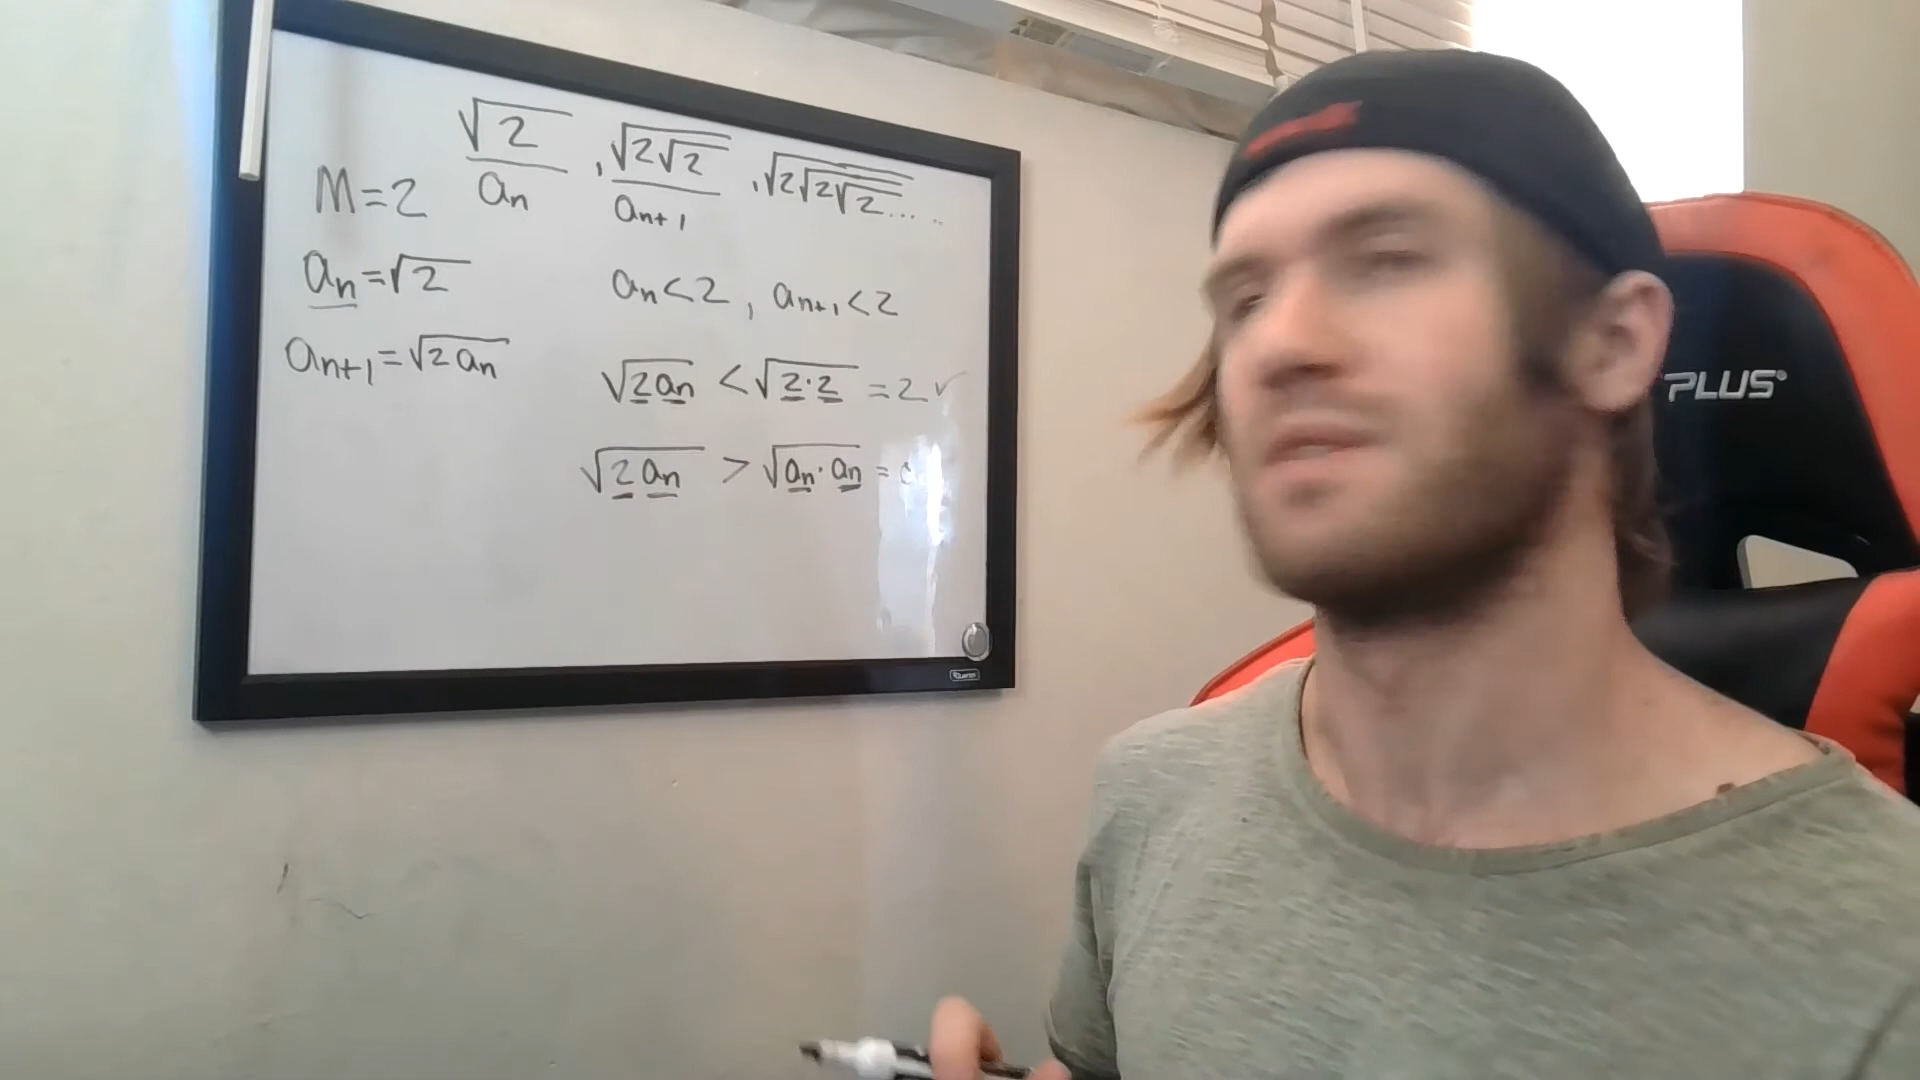 √2 , √2√2 , √2√2√2... ..
an an+1
M=2
an=√2
an<2 , an+1<2
an+1=√2an
√2an <√2·2 =2✓
√2an > √an·an =
PLUS
Quartet